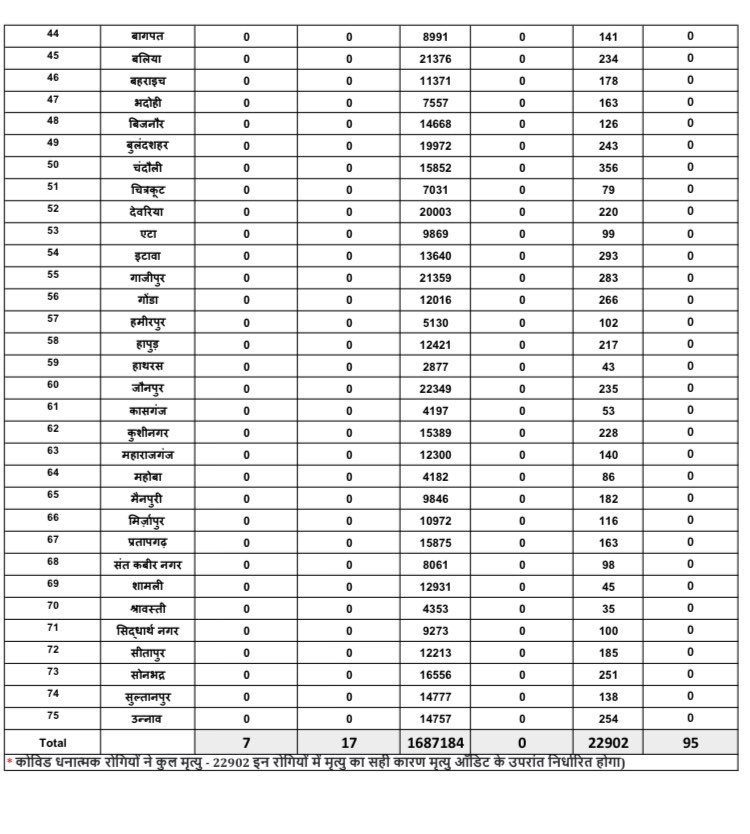 44 बागपत 0 0 8991 0 141 0
45 बलिया 0 0 21376 0 234 0
46 बहराइच 0 0 11371 0 178 0
47 भदोही 0 0 7557 0 163 0
48 बिजनौर 0 0 14668 0 126 0
49 बुलंदशहर 0 0 19972 0 243 0
50 चंदौली 0 0 15852 0 356 0
51 चित्रकूट 0 0 7031 0 79 0
52 देवरिया 0 0 20003 0 220 0
53 एटा 0 0 9869 0 99 0
54 इटावा 0 0 13640 0 293 0
55 गाजीपुर 0 0 21359 0 283 0
56 गोंडा 0 0 12016 0 266 0
57 हमीरपुर 0 0 5130 0 102 0
58 हापुड़ 0 0 12421 0 217 0
59 हाथरस 0 0 2877 0 43 0
60 जौनपुर 0 0 22349 0 235 0
61 कासगंज 0 0 4197 0 53 0
62 कुशीनगर 0 0 15389 0 228 0
63 महाराजगंज 0 0 12300 0 140 0
64 महोबा 0 0 4182 0 86 0
65 मैनपुरी 0 0 9846 0 182 0
66 मिर्ज़ापुर 0 0 10972 0 116 0
67 प्रतापगढ़ 0 0 15875 0 163 0
68 संत कबीर नगर 0 0 8061 0 98 0
69 शामली 0 0 12931 0 45 0
70 श्रावस्ती 0 0 4353 0 35 0
71 सिद्धार्थ नगर 0 0 9273 0 100 0
72 सीतापुर 0 0 12213 0 185 0
73 सोनभद्र 0 0 16556 0 251 0
74 सुल्तानपुर 0 0 14777 0 138 0
75 उन्नाव 0 0 14757 0 254 0
Total 7 17 1687184 0 22902 95
* कोविड धनात्मक रोगियों ने कुल मृत्यु - 22902 इन रोगियों में मृत्यु का सही कारण मृत्यु ऑडिट के उपरांत निर्धारित होगा)